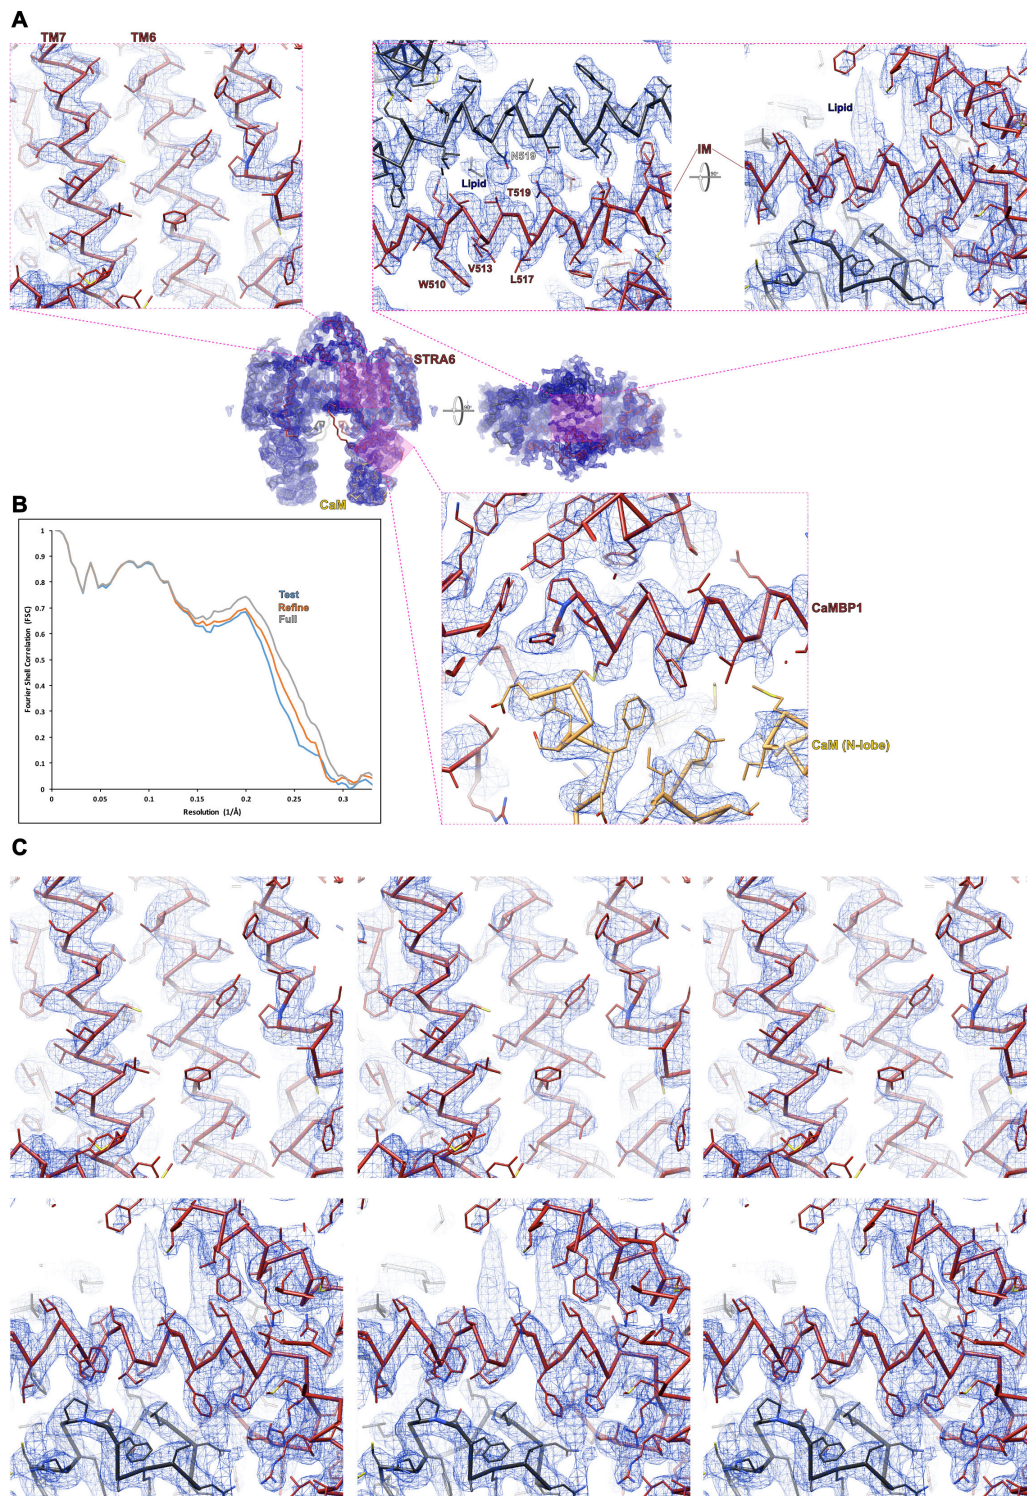 A
TM7 TM6
Lipid
N519
IM
90°
Lipid
T519
V513
L517
W510
STRA6
90°
CaM
B
1
0.9
0.8
0.7
0.6
0.5
0.4
0.3
0.2
0.1
0
Fourier Shell Correlation (FSC)
Test
Refine
Full
0.05 0.1 0.15 0.2 0.25 0.3
Resolution (1/Å)
CaMBP1
CaM (N-lobe)
C